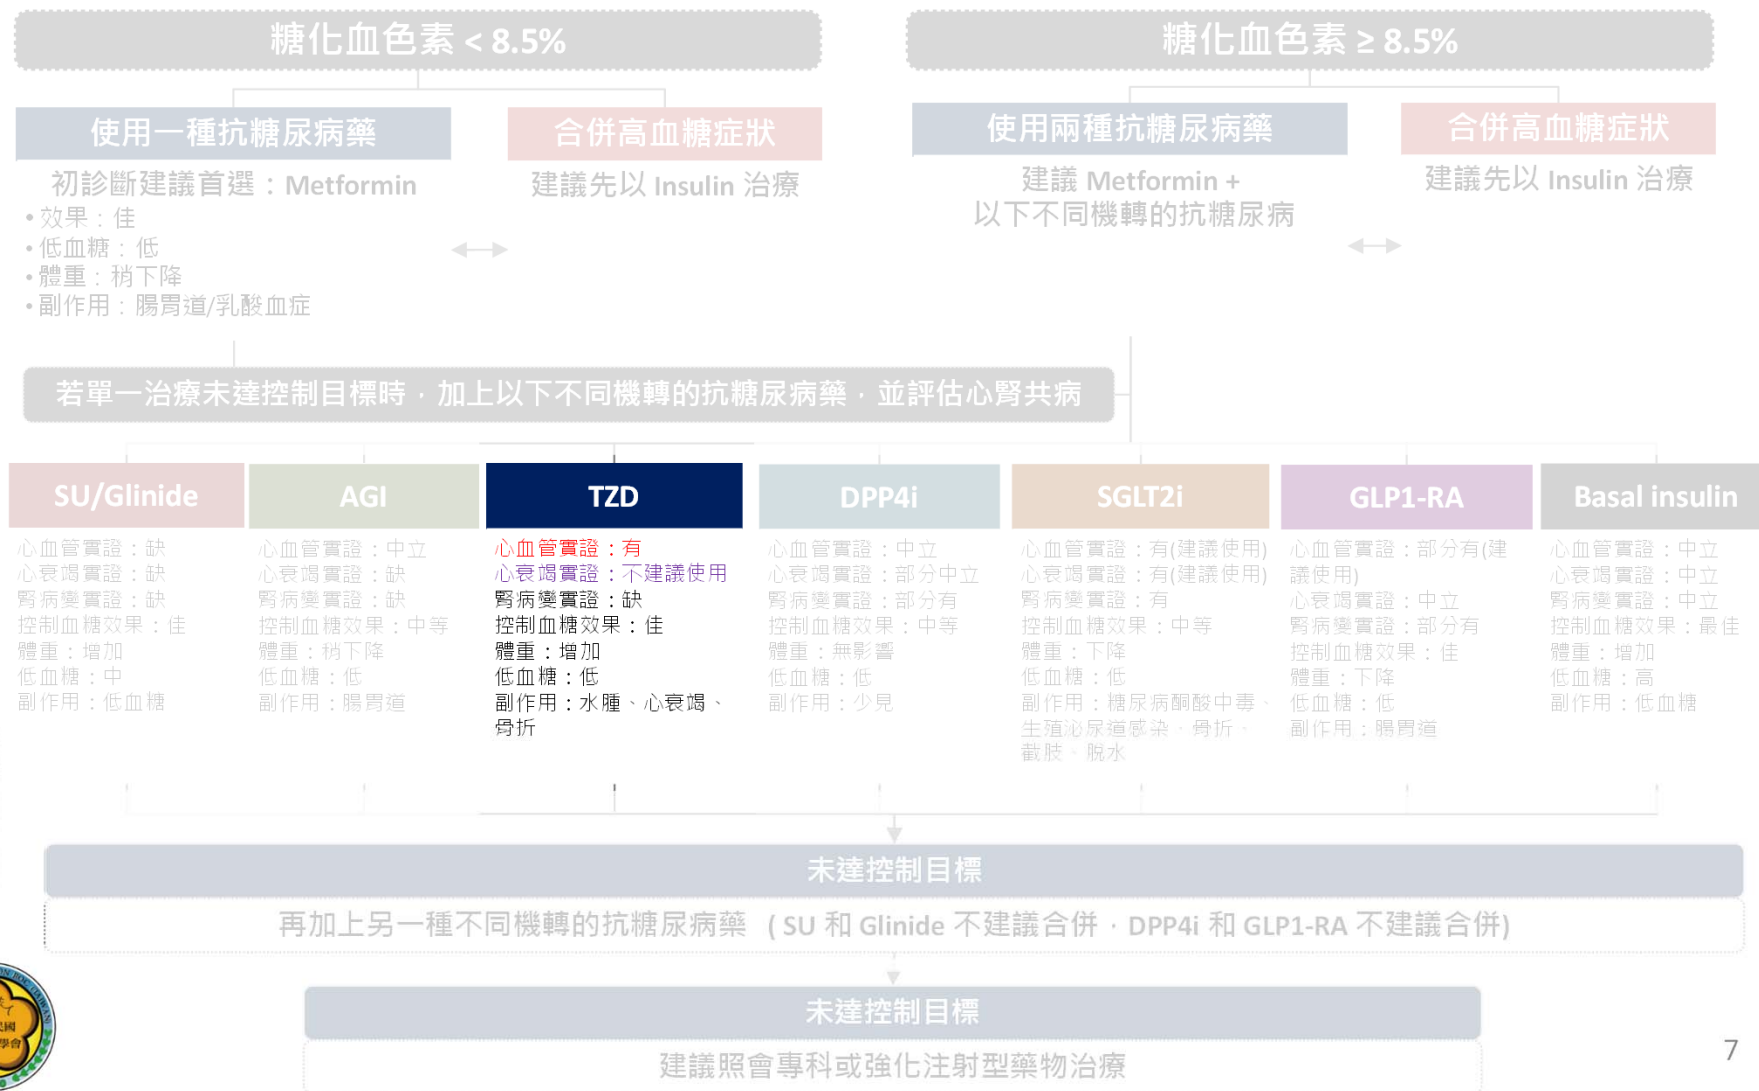 糖化血色素 < 8.5%
糖化血色素 ≥ 8.5%
使用一種抗糖尿病藥
合併高血糖症狀
使用兩種抗糖尿病藥
合併高血糖症狀
初診斷建議首選：Metformin
• 效果：佳
• 低血糖：低
• 體重：稍下降
• 副作用：腸胃道/乳酸血症
建議先以 Insulin 治療
建議 Metformin +
以下不同機轉的抗糖尿病
建議先以 Insulin 治療
若單一治療未達控制目標時，加上以下不同機轉的抗糖尿病藥，並評估心腎共病
SU/Glinide
心血管實證：缺
心衰竭實證：缺
腎病變實證：缺
控制血糖效果：佳
體重：增加
低血糖：中
副作用：低血糖
AGI
心血管實證：中立
心衰竭實證：缺
腎病變實證：缺
控制血糖效果：中等
體重：稍下降
低血糖：低
副作用：腸胃道
TZD
心血管實證：有
心衰竭實證：不建議使用
腎病變實證：缺
控制血糖效果：佳
體重：增加
低血糖：低
副作用：水腫、心衰竭、
骨折
DPP4i
心血管實證：中立
心衰竭實證：部分中立
腎病變實證：部分有
控制血糖效果：中等
體重：無影響
低血糖：低
副作用：少見
SGLT2i
心血管實證：有(建議使用)
心衰竭實證：有(建議使用)
腎病變實證：有
控制血糖效果：中等
體重：下降
低血糖：低
副作用：糖尿病酮酸中毒、
生殖泌尿道感染、骨折、
截肢、脫水
GLP1-RA
心血管實證：部分有(建
議使用)
心衰竭實證：中立
腎病變實證：部分有
控制血糖效果：佳
體重：下降
低血糖：低
副作用：腸胃道
Basal insulin
心血管實證：中立
心衰竭實證：中立
腎病變實證：中立
控制血糖效果：最佳
體重：增加
低血糖：高
副作用：低血糖
未達控制目標
再加上另一種不同機轉的抗糖尿病藥 ( SU 和 Glinide 不建議合併，DPP4i 和 GLP1-RA 不建議合併)
未達控制目標
建議照會專科或強化注射型藥物治療
7